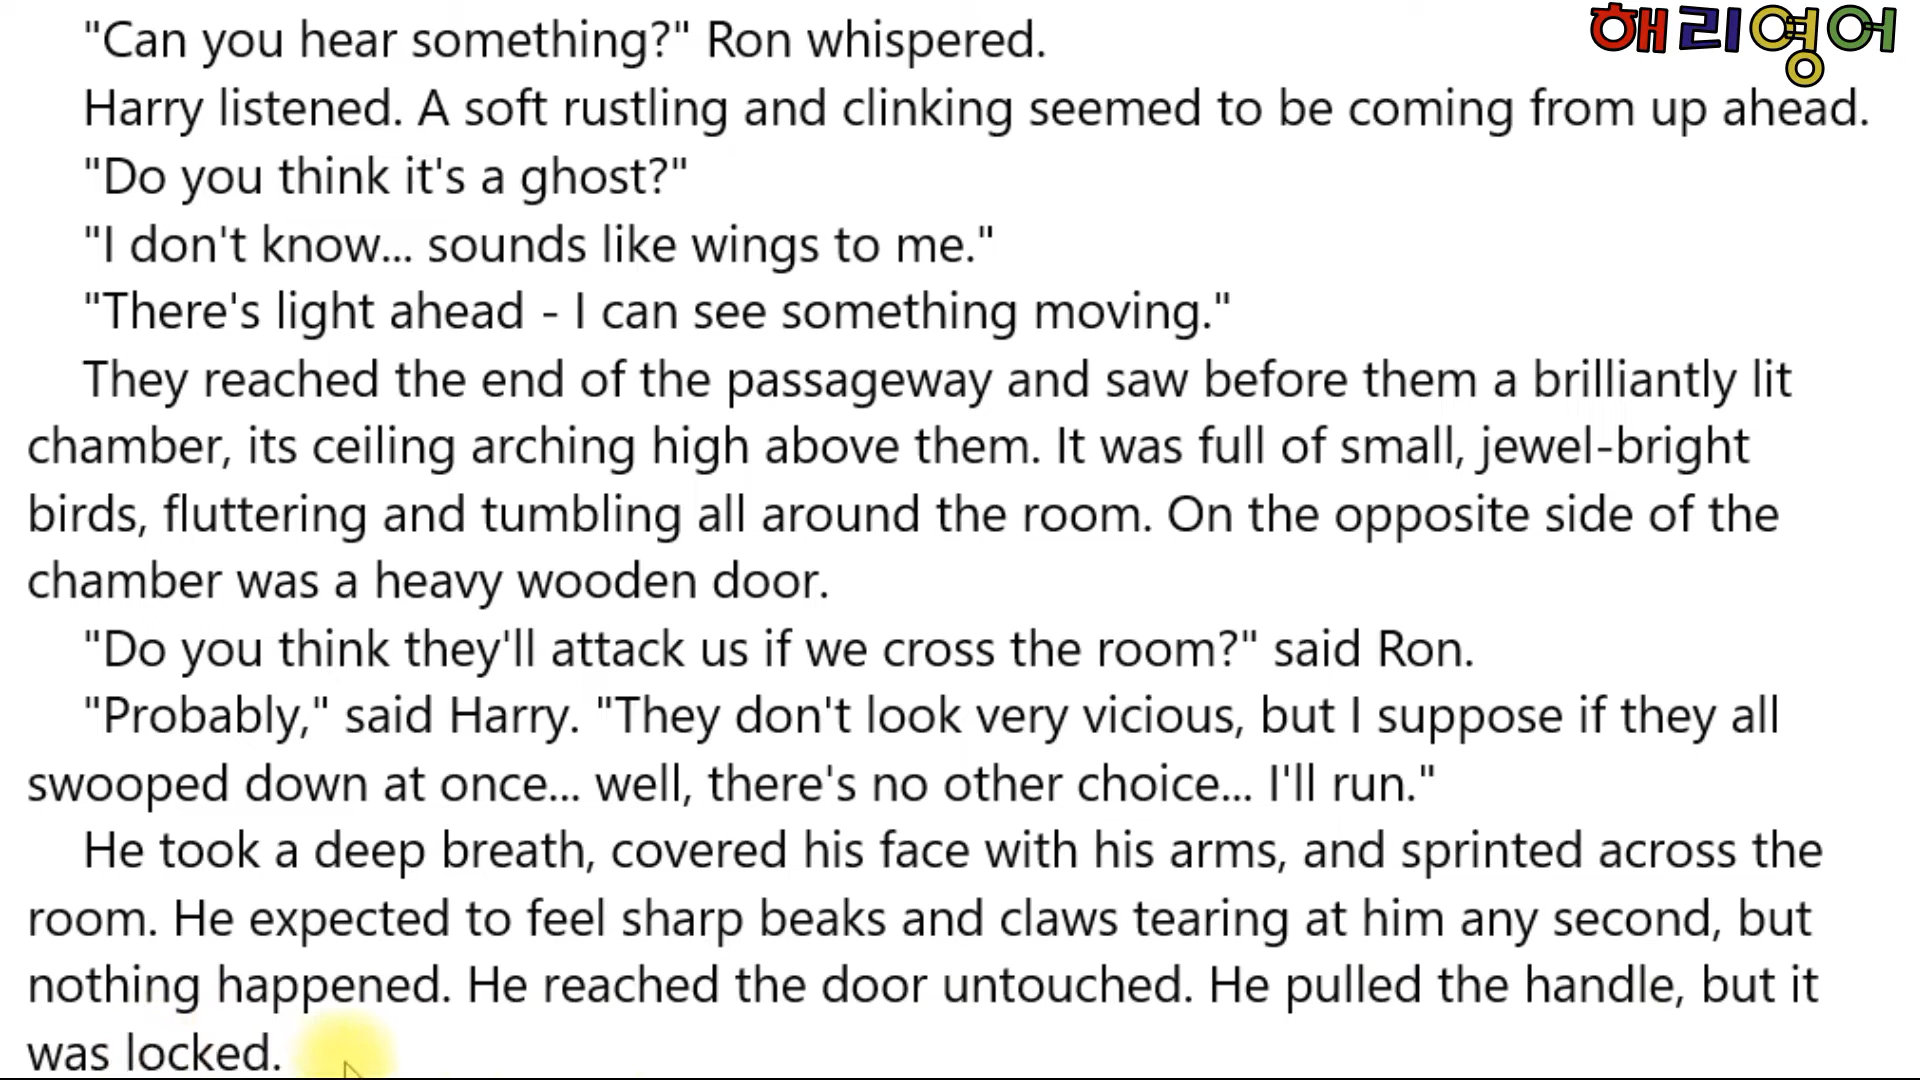 해리영어
"Can you hear something?" Ron whispered.
Harry listened. A soft rustling and clinking seemed to be coming from up ahead.
"Do you think it's a ghost?"
"I don't know... sounds like wings to me."
"There's light ahead - I can see something moving."
They reached the end of the passageway and saw before them a brilliantly lit
chamber, its ceiling arching high above them. It was full of small, jewel-bright
birds, fluttering and tumbling all around the room. On the opposite side of the
chamber was a heavy wooden door.
"Do you think they'll attack us if we cross the room?" said Ron.
"Probably," said Harry. "They don't look very vicious, but I suppose if they all
swooped down at once... well, there's no other choice... I'll run."
He took a deep breath, covered his face with his arms, and sprinted across the
room. He expected to feel sharp beaks and claws tearing at him any second, but
nothing happened. He reached the door untouched. He pulled the handle, but it
was locked.